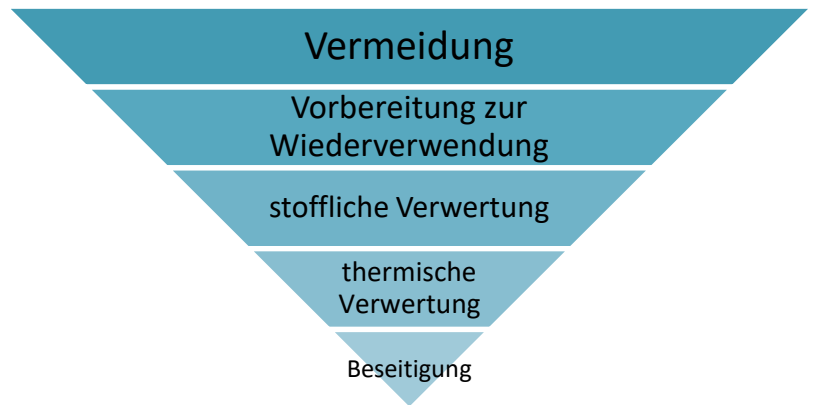 Vermeidung
Vorbereitung zur
Wiederverwendung
stoffliche Verwertung
thermische
Verwertung
Beseitigung